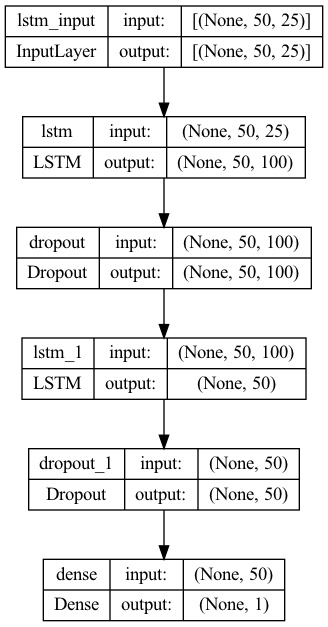 lstm_input input: [(None, 50, 25)]
InputLayer output: [(None, 50, 25)]
lstm input: (None, 50, 25)
LSTM output: (None, 50, 100)
dropout input: (None, 50, 100)
Dropout output: (None, 50, 100)
lstm_1 input: (None, 50, 100)
LSTM output: (None, 50)
dropout_1 input: (None, 50)
Dropout output: (None, 50)
dense input: (None, 50)
Dense output: (None, 1)